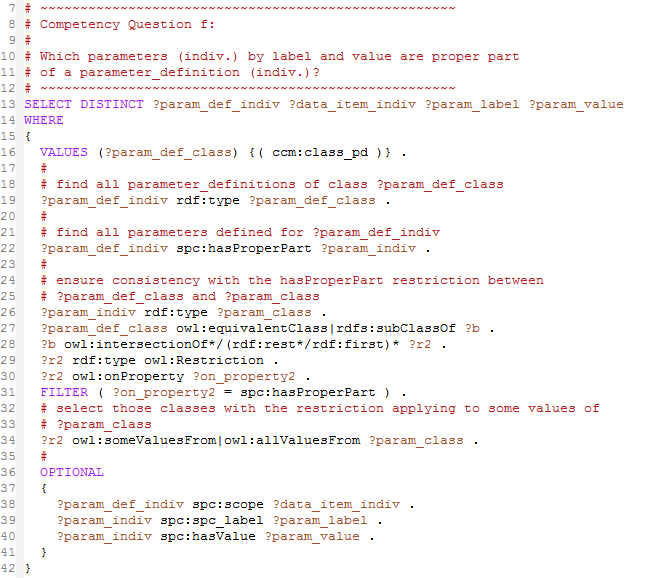 7 # ~~~~~~~~~~~~~~~~~~~~~~~~~~~~~~~~~~~~~~~~~~~~~~~~~~~~~
8 # Competency Question f:
9 #
10 # Which parameters (indiv.) by label and value are proper part
11 # of a parameter_definition (indiv.)?
12 # ~~~~~~~~~~~~~~~~~~~~~~~~~~~~~~~~~~~~~~~~~~~~~~~~~~~~~
13 SELECT DISTINCT ?param_def_indiv ?data_item_indiv ?param_label ?param_value
14 WHERE
15 {
16   VALUES (?param_def_class) {( ccm:class_pd )} .
17   #
18   # find all parameter_definitions of class ?param_def_class
19   ?param_def_indiv rdf:type ?param_def_class .
20   #
21   # find all parameters defined for ?param_def_indiv
22   ?param_def_indiv spc:hasProperPart ?param_indiv .
23   #
24   # ensure consistency with the hasProperPart restriction between
25   # ?param_def_class and ?param_class
26   ?param_indiv rdf:type ?param_class .
27   ?param_def_class owl:equivalentClass|rdfs:subClassOf ?b .
28   ?b owl:intersectionOf*/(rdf:rest*/rdf:first)* ?r2 .
29   ?r2 rdf:type owl:Restriction .
30   ?r2 owl:onProperty ?on_property2 .
31   FILTER ( ?on_property2 = spc:hasProperPart ) .
32   # select those classes with the restriction applying to some values of
33   # ?param_class
34   ?r2 owl:someValuesFrom|owl:allValuesFrom ?param_class .
35   #
36   OPTIONAL
37   {
38     ?param_def_indiv spc:scope ?data_item_indiv .
39     ?param_indiv spc:spc_label ?param_label .
40     ?param_indiv spc:hasValue ?param_value .
41   }
42 }